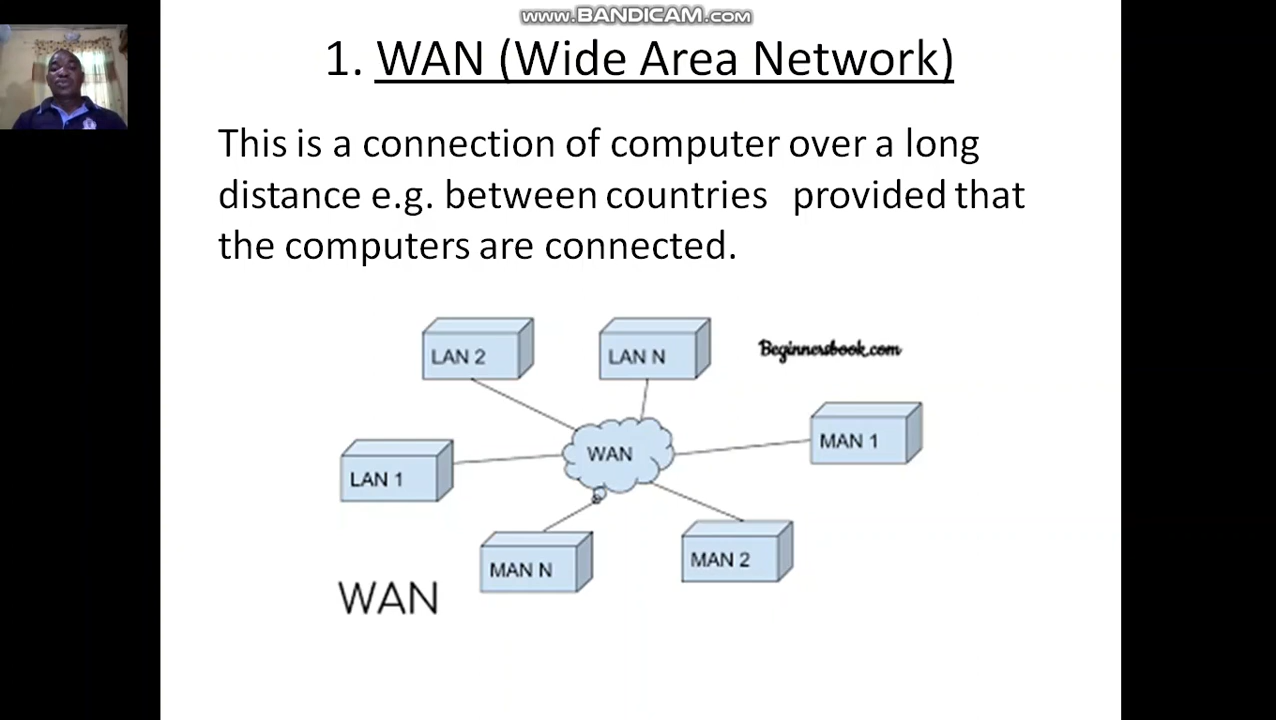 www.BANDICAM.com
1. WAN (Wide Area Network)
This is a connection of computer over a long
distance e.g. between countries provided that
the computers are connected.
LAN 2
LAN N
Beginnersbook.com
MAN 1
WAN
LAN 1
MAN 2
MAN N
WAN